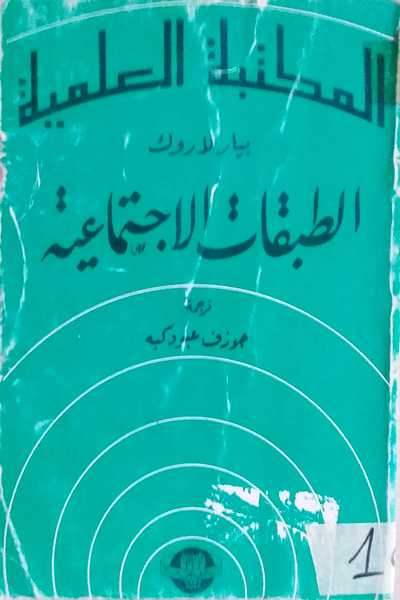 المكتبة العلمية
بيار لاروك
الطبقات الاجتماعية
ترجمة
جوزف عبود كبه
1